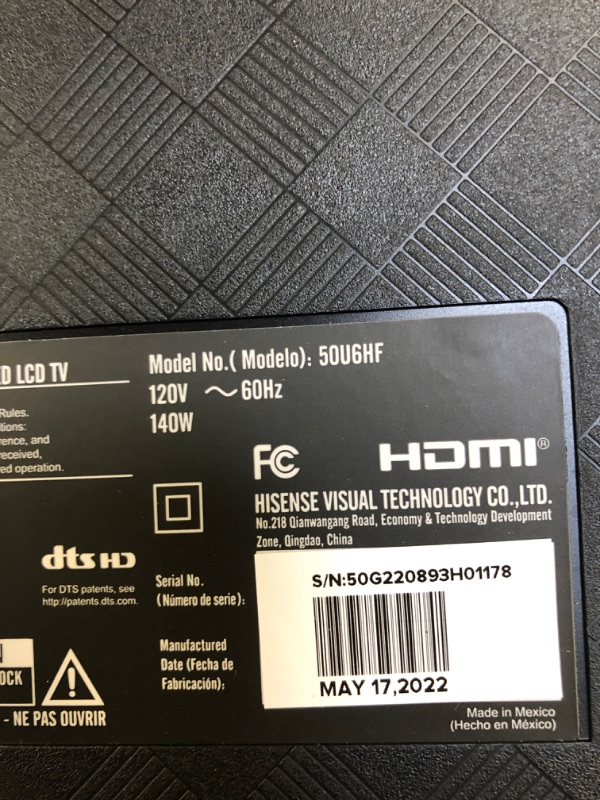 ED LCD TV
Model No.( Modelo): 50U6HF
120V ～ 60Hz
140W
Rules.
tions:
rence, and
received,
ed operation.
FC
HDMI®
HISENSE VISUAL TECHNOLOGY CO.,LTD.
No.218 Qianwangang Road, Economy & Technology Development
Zone, Qingdao, China
dts HD
For DTS patents, see
http://patents.dts.com.
Serial No.
(Número de serie):
S/N:50G220893H01178
Manufactured
Date (Fecha de
Fabricación):
MAY 17,2022
OCK
- NE PAS OUVRIR
Made in Mexico
(Hecho en México)